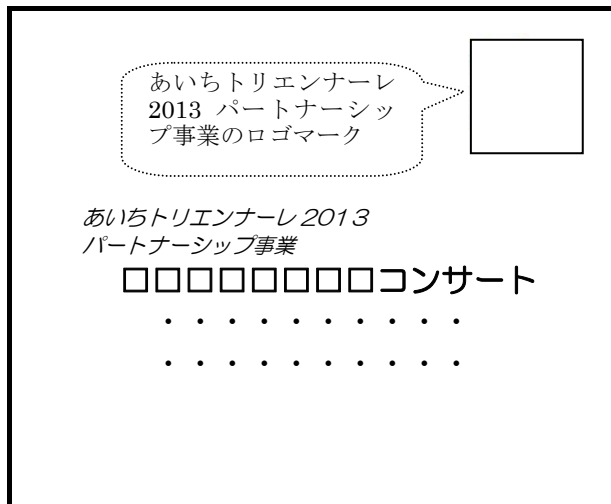 あいちトリエンナーレ
2013 パートナーシッ
プ事業のロゴマーク
あいちトリエンナーレ 2013
パートナーシップ事業
□□□□□□□□コンサート
・ ・ ・ ・ ・ ・ ・ ・ ・ ・
・ ・ ・ ・ ・ ・ ・ ・ ・ ・